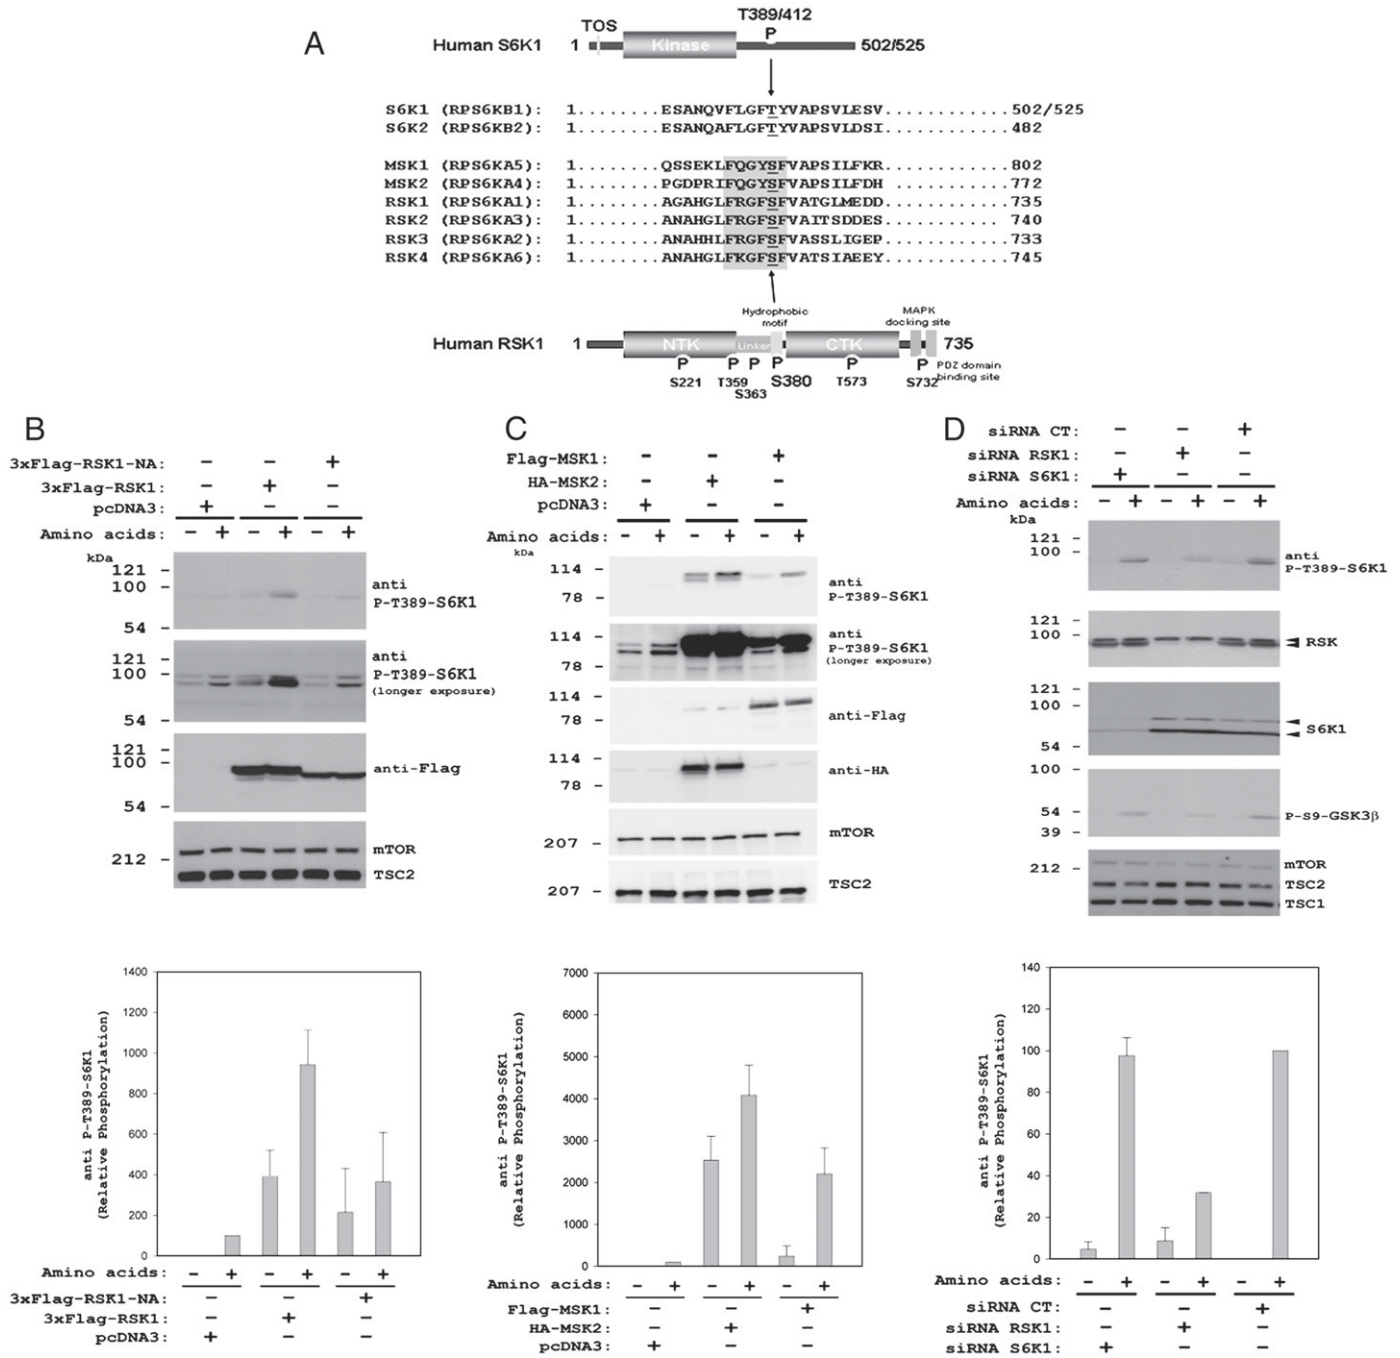 A
TOS
T389/412
P
Human S6K1 1 Kinase 502/525
S6K1 (RPS6KB1): 1.........ESANQVFLGFTYVAPSVLESV.............502/525
S6K2 (RPS6KB2): 1.........ESANQAFLGFTYVAPSVLDSI.............482
MSK1 (RPS6KA5): 1.........QSSEKLFQGYSFVAPSILFKR.............802
MSK2 (RPS6KA4): 1.........PGDPRIFQGYSFVAPSILFDH.............772
RSK1 (RPS6KA1): 1.........AGAHGLFRGFSFVATGLMEDD.............735
RSK2 (RPS6KA3): 1.........ANAHGLFRGFSFVAITSDDES............. 740
RSK3 (RPS6KA2): 1.........ANAHHLFRGFSFVASSLIGEP.............733
RSK4 (RPS6KA6): 1.........ANAHGLFKGFSFVATSIAEEY.............745
Hydrophobic motif
MAPK docking site
Human RSK1 1 NTK Linker CTK 735
P P P P P P
PDZ domain binding site
S221 T359 S363 S380 T573 S732
B
3xFlag-RSK1-NA: − − +
3xFlag-RSK1: − + −
pcDNA3: + − −
Amino acids: − + − + − +
kDa
121
100
54
anti P-T389-S6K1
121
100
54
anti P-T389-S6K1 (longer exposure)
121
100
54
anti-Flag
212
mTOR
TSC2
1400
1200
1000
800
600
400
200
0
anti P-T389-S6K1
(Relative Phosphorylation)
Amino acids: − + − + − +
3xFlag-RSK1-NA: − − +
3xFlag-RSK1: − + −
pcDNA3: + − −
C
Flag-MSK1: − − +
HA-MSK2: − + −
pcDNA3: + − −
Amino acids: − + − + − +
kDa
114
78
anti P-T389-S6K1
114
78
anti P-T389-S6K1 (longer exposure)
114
78
anti-Flag
114
78
anti-HA
207
mTOR
207
TSC2
7000
6000
5000
4000
3000
2000
1000
0
anti P-T389-S6K1
(Relative Phosphorylation)
Amino acids: − + − + − +
Flag-MSK1: − − +
HA-MSK2: − + −
pcDNA3: + − −
D
siRNA CT: − − +
siRNA RSK1: − + −
siRNA S6K1: + − −
Amino acids: − + − + − +
kDa
121
100
anti P-T389-S6K1
121
100
RSK
121
100
54
S6K1
100
54
39
P-S9-GSK3β
212
mTOR
TSC2
TSC1
140
120
100
80
60
40
20
0
anti P-T389-S6K1
(Relative Phosphorylation)
Amino acids: − + − + − +
siRNA CT: − − +
siRNA RSK1: − + −
siRNA S6K1: + − −